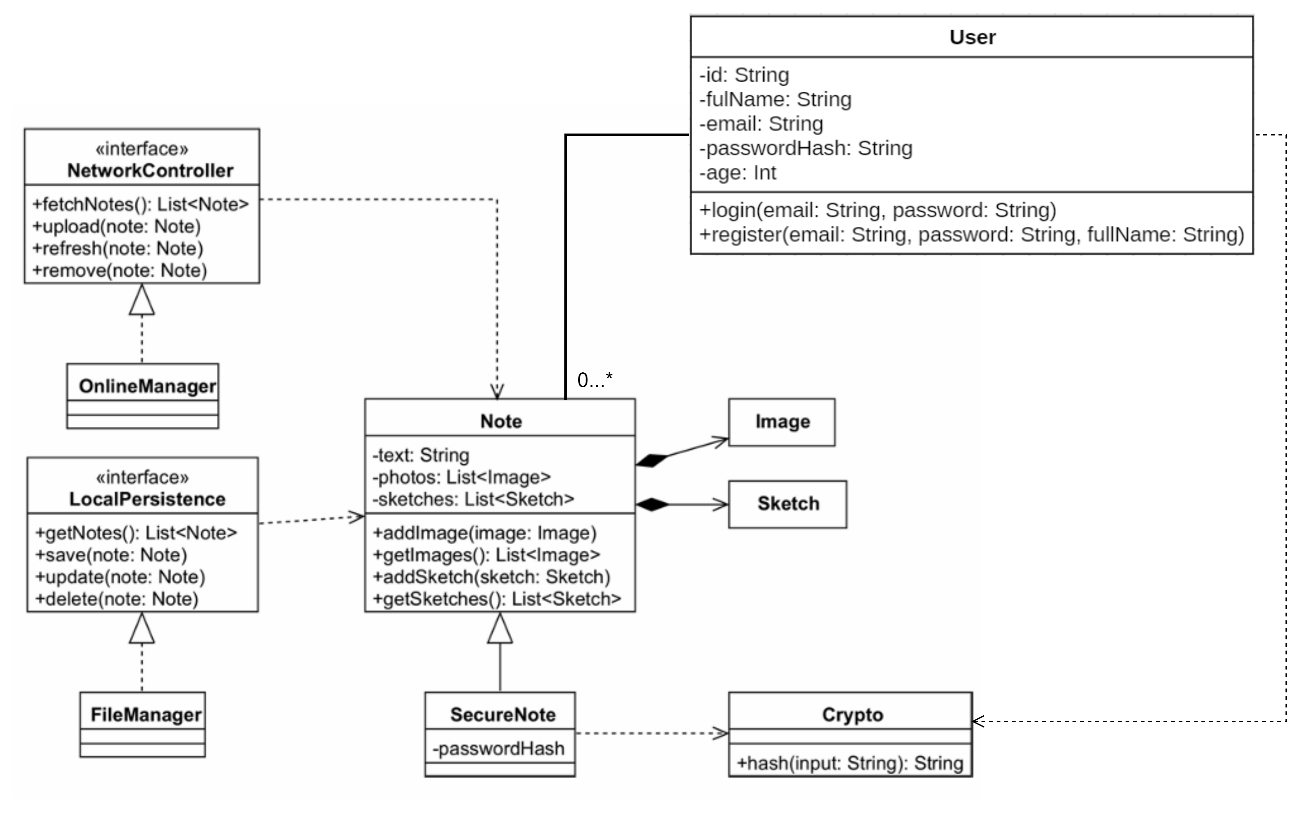 User
-id: String
-fulName: String
-email: String
-passwordHash: String
-age: Int
+login(email: String, password: String)
+register(email: String, password: String, fullName: String)
«interface»
NetworkController
+fetchNotes(): List<Note>
+upload(note: Note)
+refresh(note: Note)
+remove(note: Note)
OnlineManager
0...*
Note
-text: String
-photos: List<Image>
-sketches: List<Sketch>
+addImage(image: Image)
+getImages(): List<Image>
+addSketch(sketch: Sketch)
+getSketches(): List<Sketch>
Image
Sketch
«interface»
LocalPersistence
+getNotes(): List<Note>
+save(note: Note)
+update(note: Note)
+delete(note: Note)
FileManager
SecureNote
-passwordHash
Crypto
+hash(input: String): String